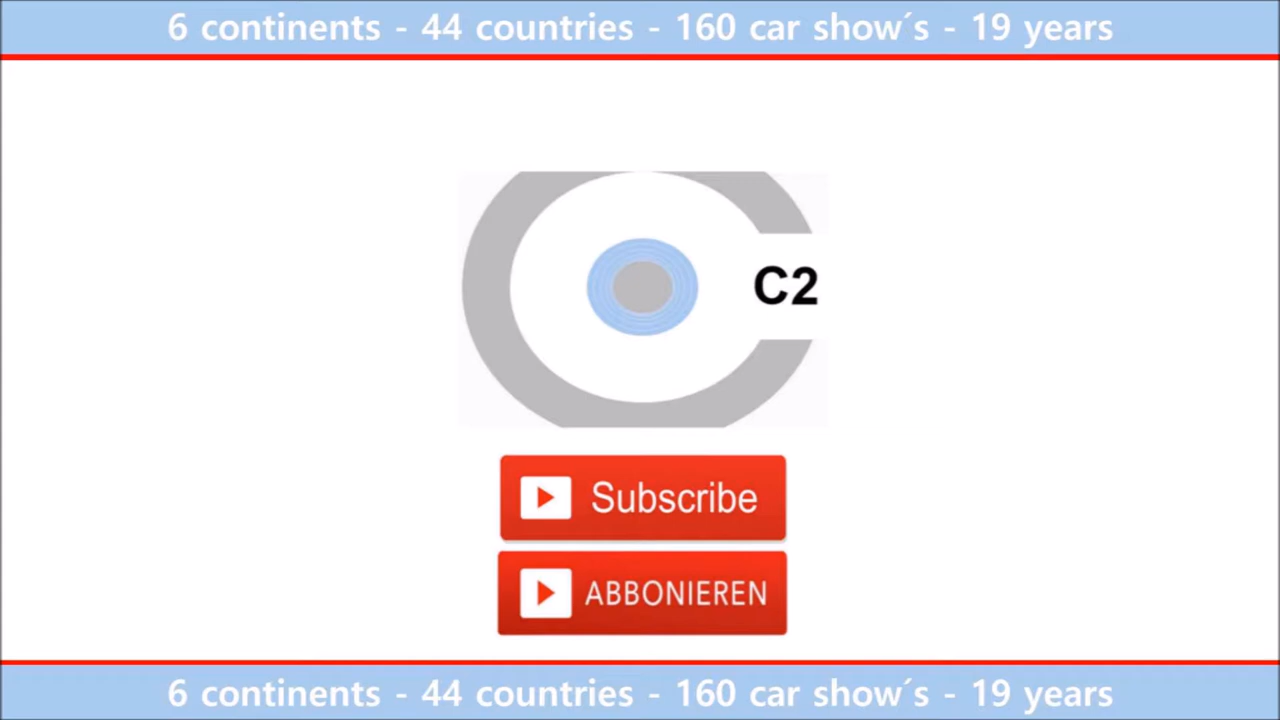 6 continents - 44 countries - 160 car show´s - 19 years
C2
Subscribe
ABBONIEREN
6 continents - 44 countries - 160 car show´s - 19 years